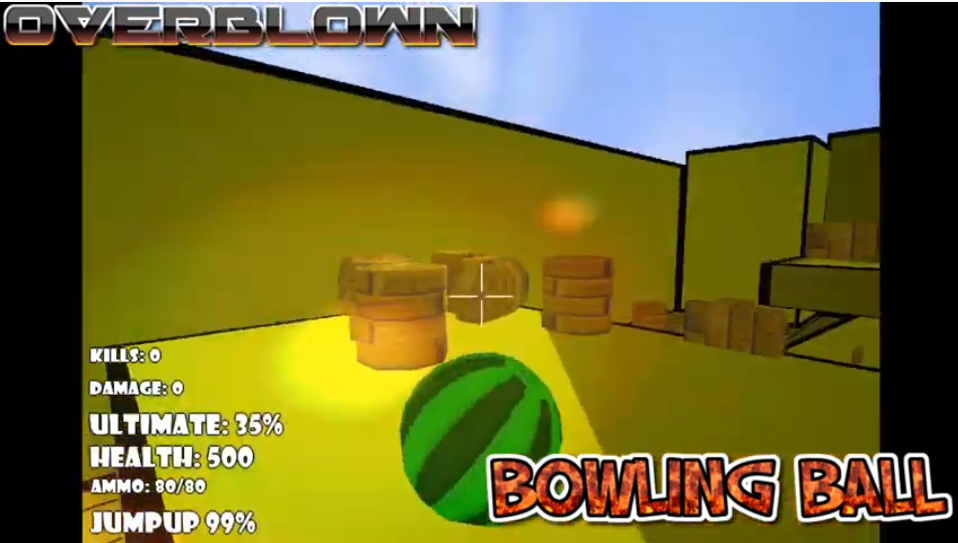 OVERBLOWN
KILLS: 0
DAMAGE: 0
ULTIMATE: 35%
HEALTH: 500
AMMO: 80/80
JUMPUP 99%
BOWLING BALL